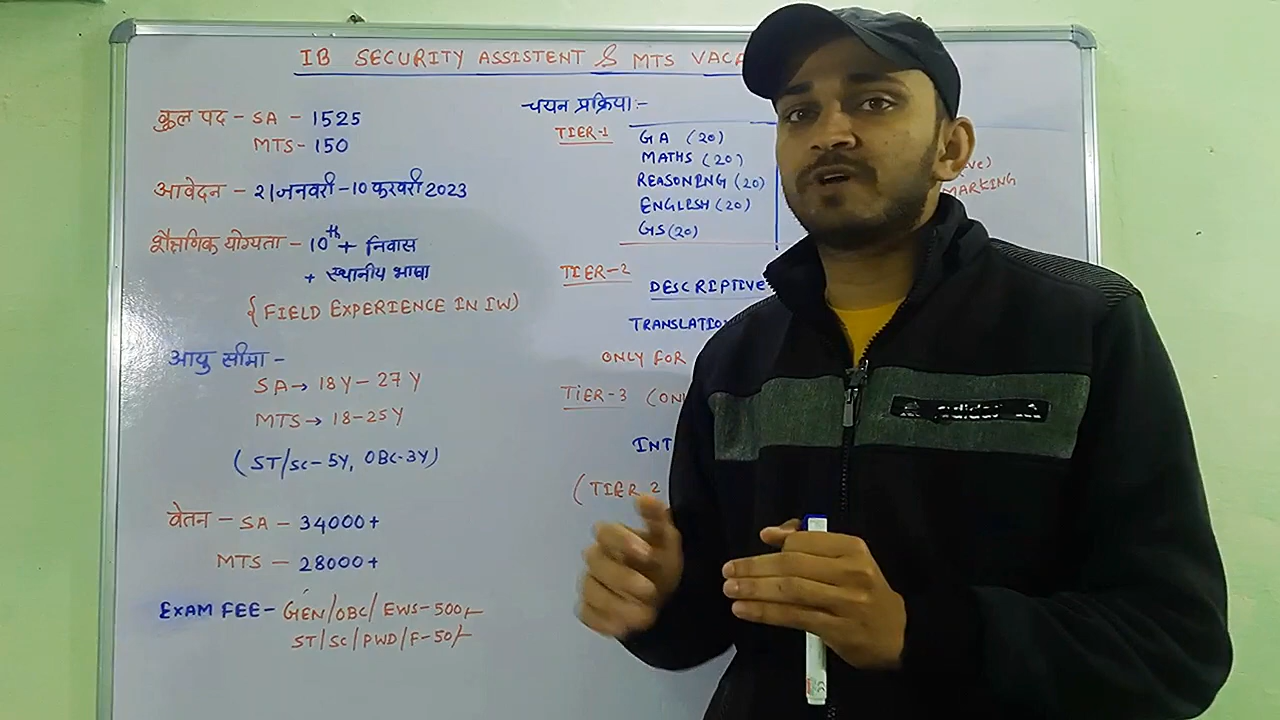 IB SECURITY ASSISTENT & MTS VACA
कुल पद - SA - 1525
MTS - 150
आवेदन - 21 जनवरी - 10 फरवरी 2023
शैक्षणिक योग्यता - 10th + निवास
+ स्थानीय भाषा
{FIELD EXPERIENCE IN IW)
आयु सीमा -
SA → 18Y - 27Y
MTS → 18-25Y
(ST/SC-5Y, OBC-3Y)
वेतन - SA - 34000+
MTS - 28000+
EXAM FEE - GEN/OBC/EWS-500/-
ST/SC/PWD/F-50/-
चयन प्रक्रिया:-
TIER-1
GA (20)
MATHS (20)
REASONING (20)
ENGLISH (20)
GS (20)
MARKING
TIER-2
DESCRIPTIVE
TRANSLATIO
ONLY FOR
TIER-3 (ON
INT
(TIER 2
adidas